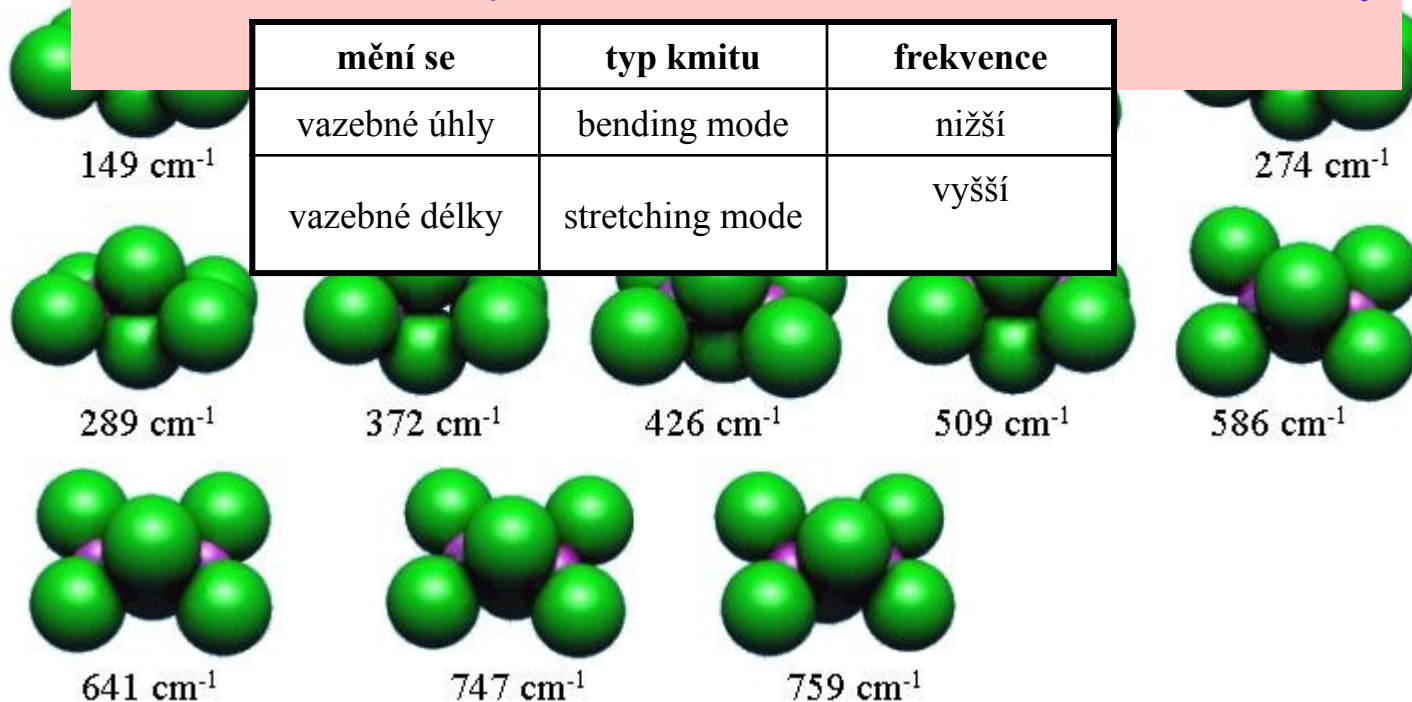 mění se typ kmitu frekvence
vazebné úhly bending mode nižší
149 cm-1 274 cm-1
vazebné délky stretching mode vyšší
289 cm-1 372 cm-1 426 cm-1 509 cm-1 586 cm-1
641 cm-1 747 cm-1 759 cm-1